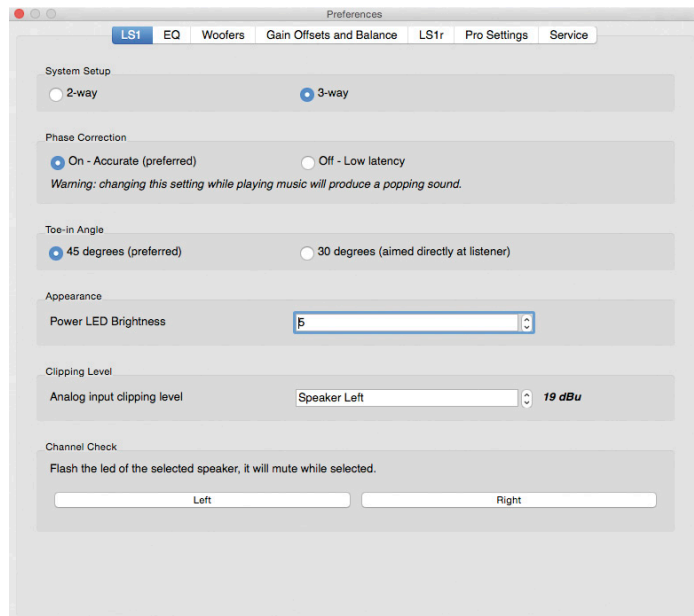 Preferences
LS1 EQ Woofers Gain Offsets and Balance LS1r Pro Settings Service
System Setup
2-way 3-way
Phase Correction
On - Accurate (preferred) Off - Low latency
Warning: changing this setting while playing music will produce a popping sound.
Toe-in Angle
45 degrees (preferred) 30 degrees (aimed directly at listener)
Appearance
Power LED Brightness 5
Clipping Level
Analog input clipping level Speaker Left 19 dBu
Channel Check
Flash the led of the selected speaker, it will mute while selected.
Left Right